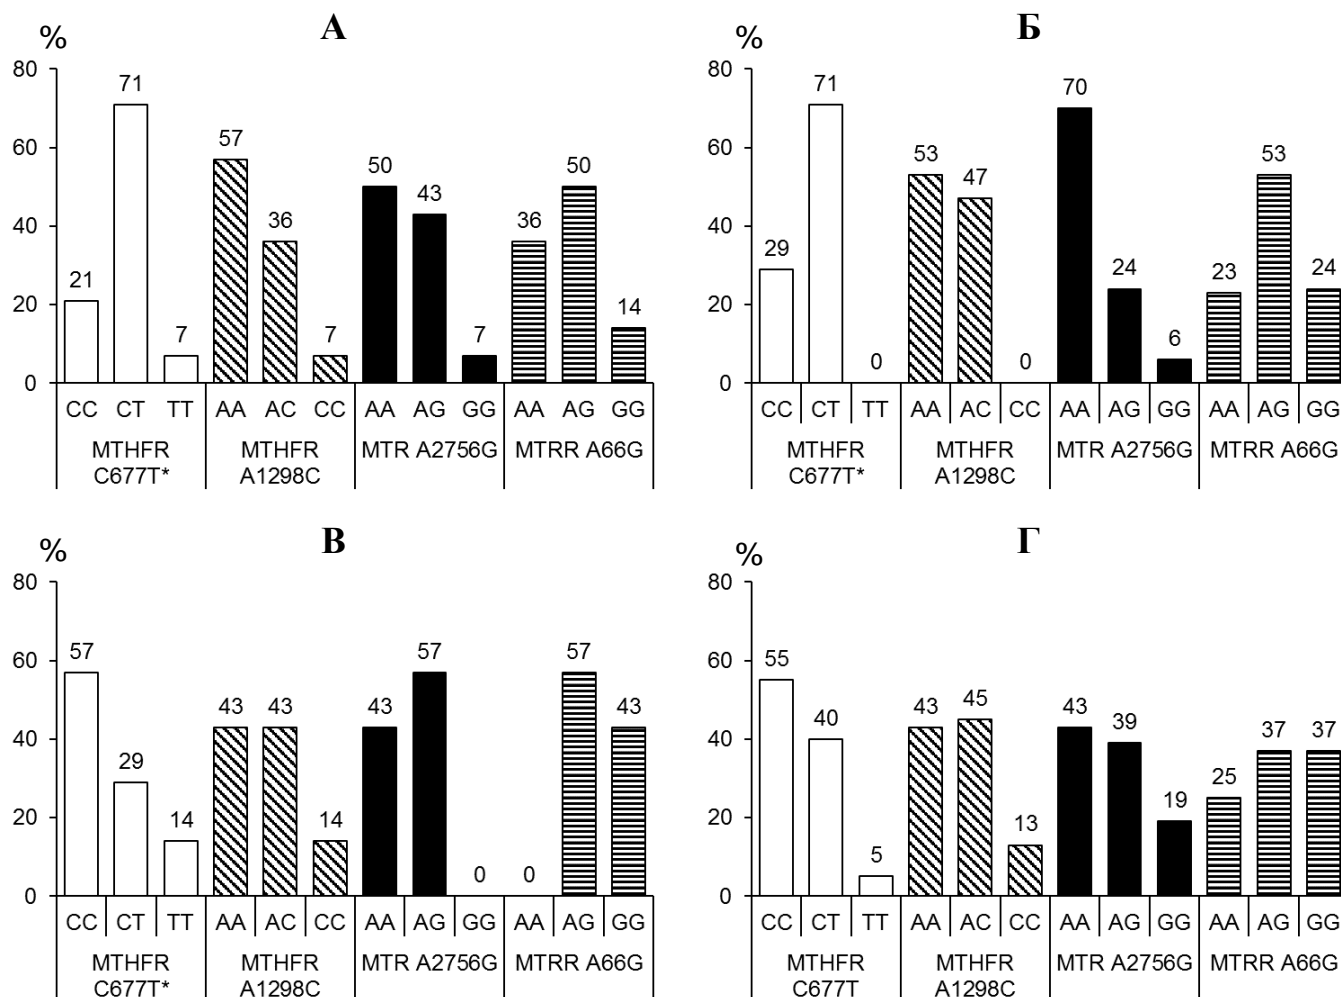 А
%
80
60
40
20
0
21
71
7
57
36
7
50
43
7
36
50
14
CC CT TT AA AC CC AA AG GG AA AG GG
MTHFR
C677T*
MTHFR
A1298C
MTR A2756G
MTRR A66G
Б
%
80
60
40
20
0
29
71
0
53
47
0
70
24
6
23
53
24
CC CT TT AA AC CC AA AG GG AA AG GG
MTHFR
C677T*
MTHFR
A1298C
MTR A2756G
MTRR A66G
В
%
80
60
40
20
0
57
29
14
43
43
14
43
57
0
0
57
43
CC CT TT AA AC CC AA AG GG AA AG GG
MTHFR
C677T*
MTHFR
A1298C
MTR A2756G
MTRR A66G
Г
%
80
60
40
20
0
55
40
5
43
45
13
43
39
19
25
37
37
CC CT TT AA AC CC AA AG GG AA AG GG
MTHFR
C677T
MTHFR
A1298C
MTR A2756G
MTRR A66G